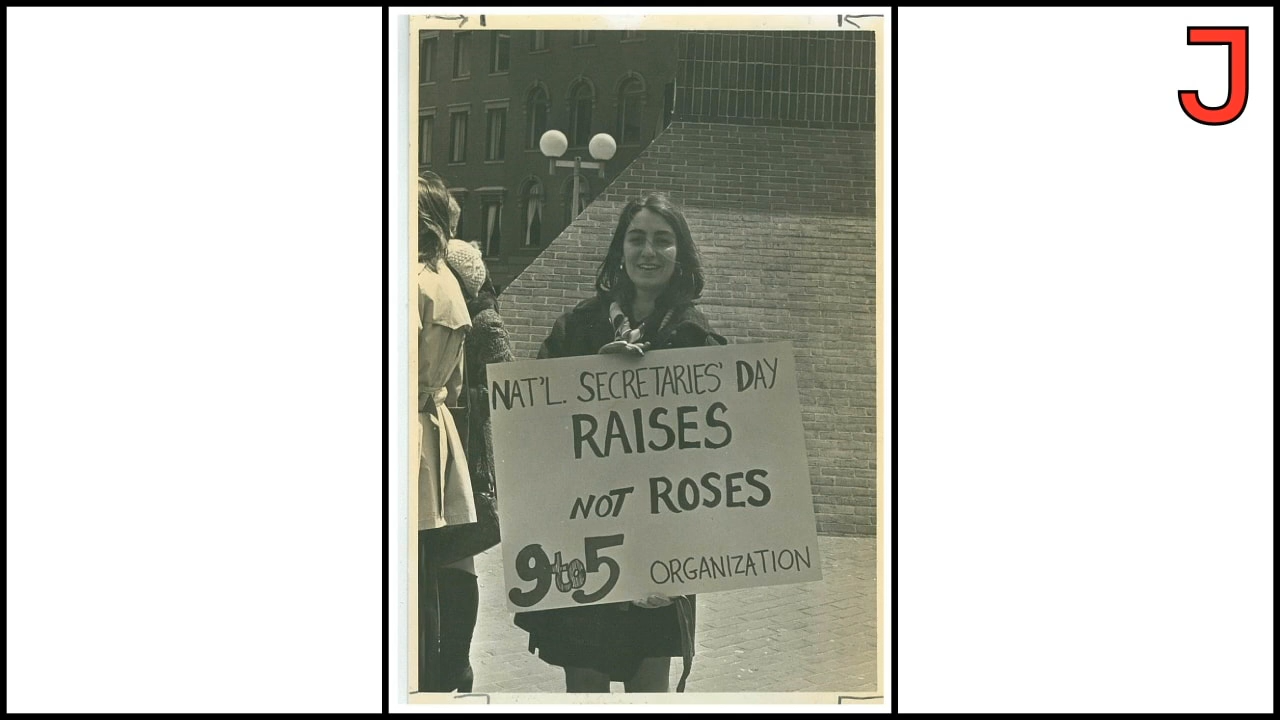 J
NAT'L. SECRETARIES' DAY
RAISES
NOT ROSES
9to5 ORGANIZATION